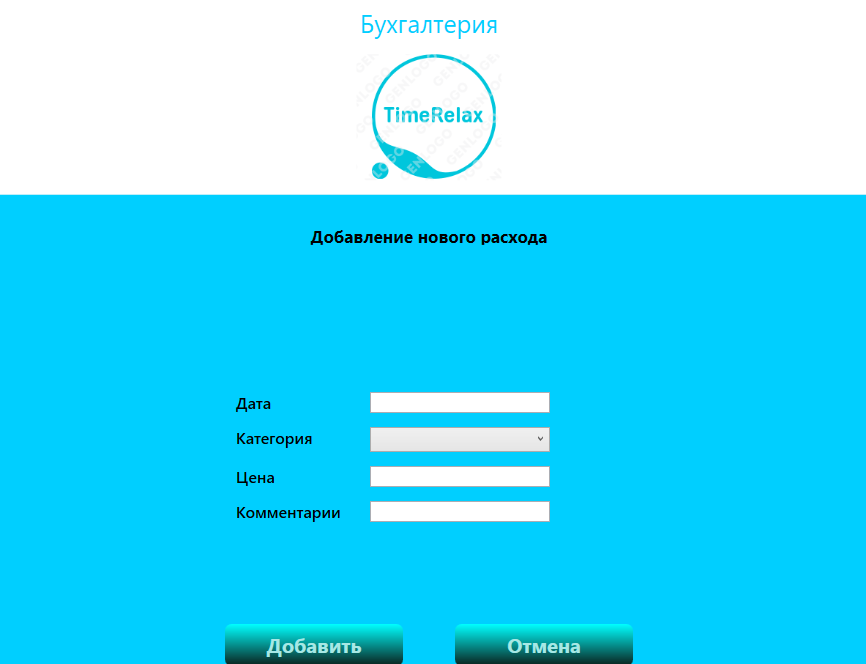 Бухгалтерия
TimeRelax
Добавление нового расхода
Дата
Категория
Цена
Комментарии
Добавить
Отмена